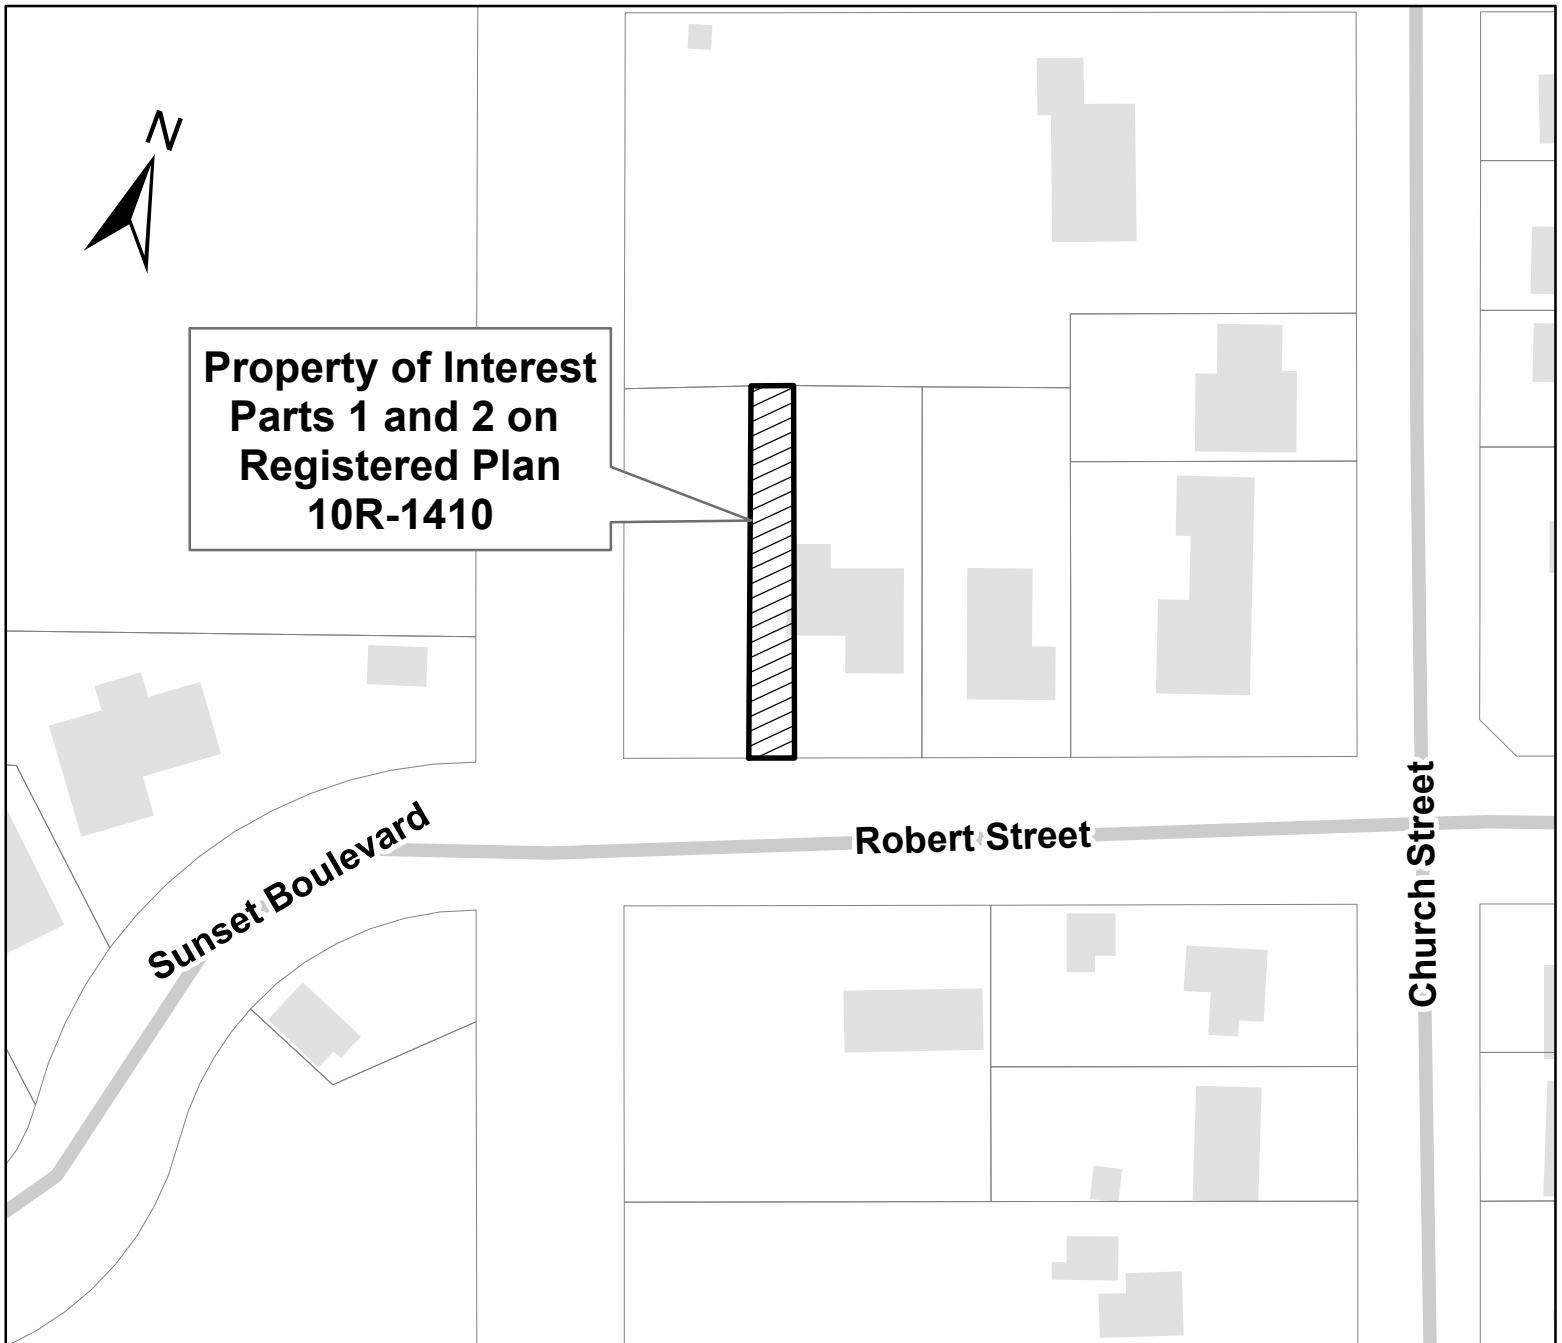 N
Property of Interest
Parts 1 and 2 on
Registered Plan
10R-1410
Robert Street
Sunset Boulevard
Church Street